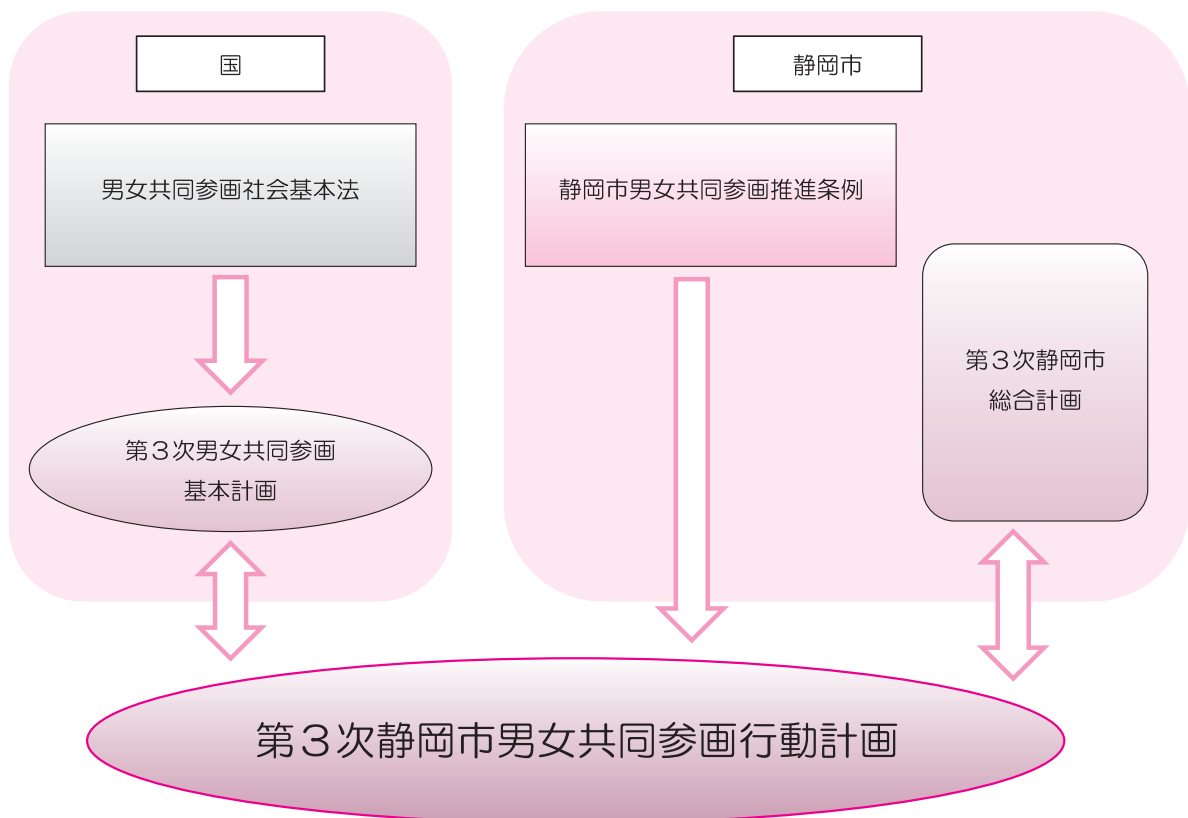 国
男女共同参画社会基本法
第３次男女共同参画
基本計画
静岡市
静岡市男女共同参画推進条例
第３次静岡市
総合計画
第３次静岡市男女共同参画行動計画